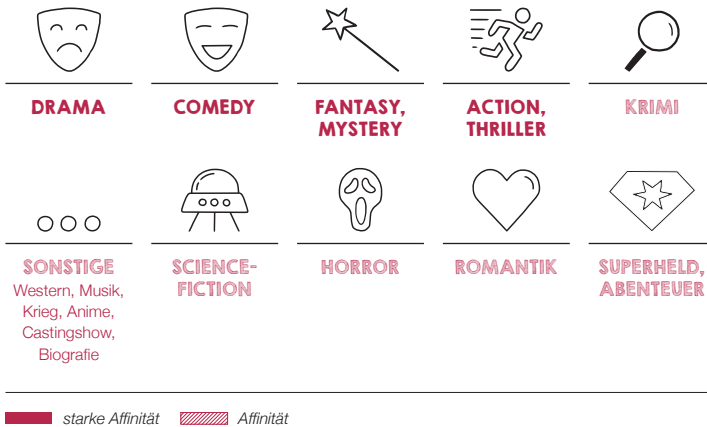 DRAMA
COMEDY
FANTASY,
MYSTERY
ACTION,
THRILLER
KRIMI
SONSTIGE
Western, Musik,
Krieg, Anime,
Castingshow,
Biografie
SCIENCE-
FICTION
HORROR
ROMANTIK
SUPERHELD,
ABENTEUER
starke Affinität
Affinität